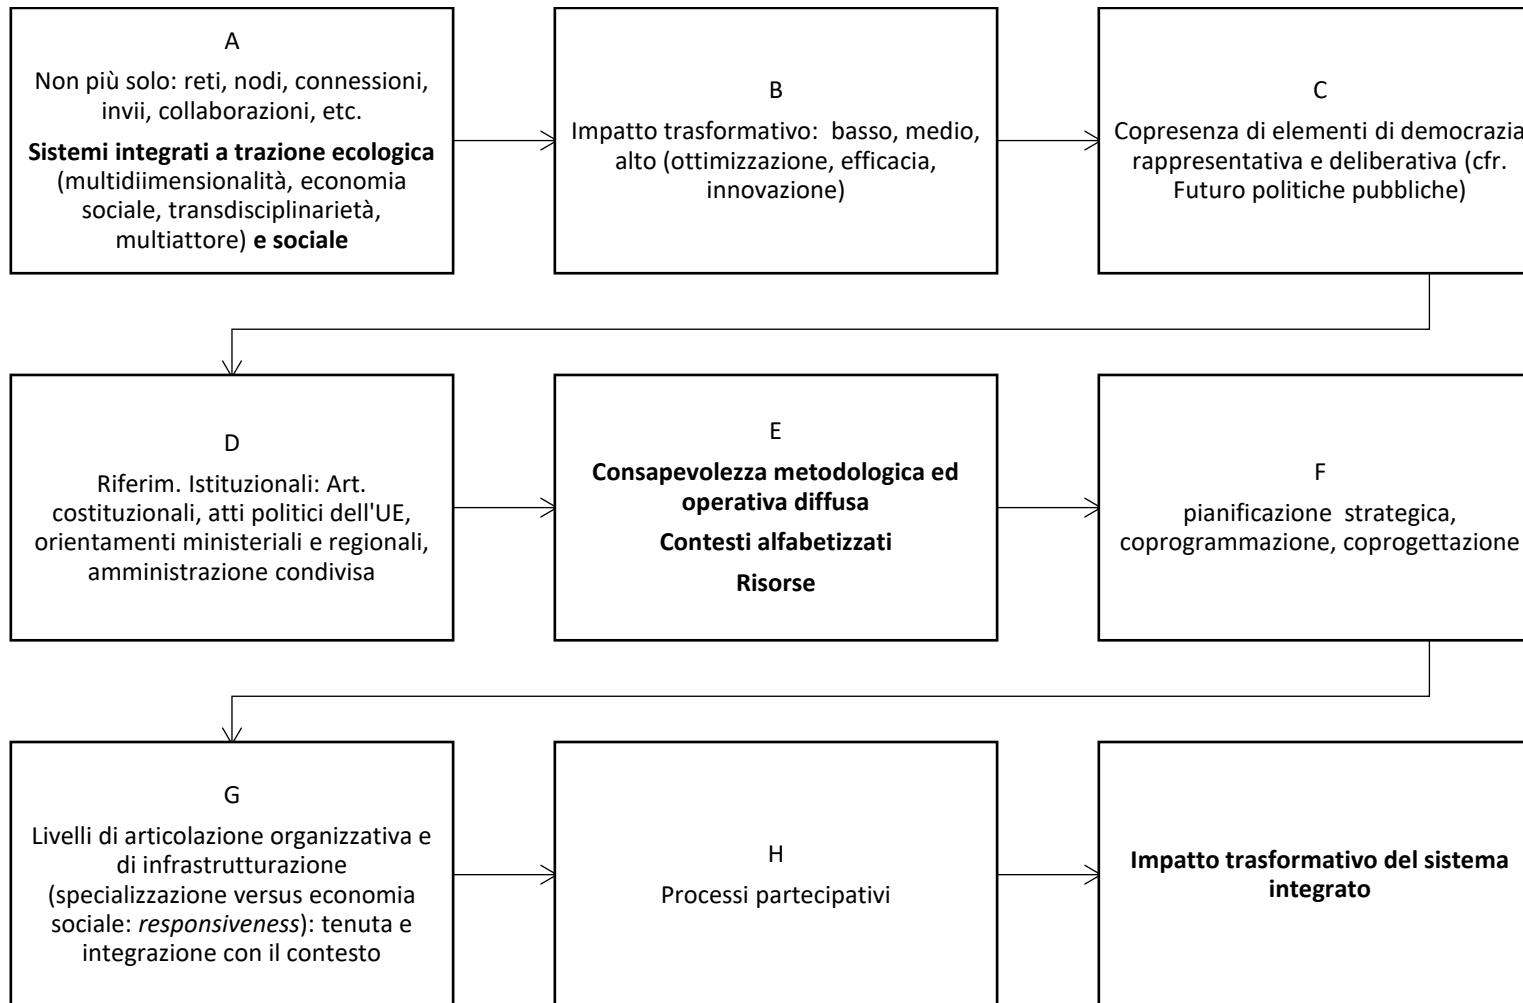 A
Non più solo: reti, nodi, connessioni,
invii, collaborazioni, etc.
Sistemi integrati a trazione ecologica
(multidiimensionalità, economia
sociale, transdisciplinarietà,
multiattore) e sociale
B
Impatto trasformativo: basso, medio,
alto (ottimizzazione, efficacia,
innovazione)
C
Copresenza di elementi di democrazia
rappresentativa e deliberativa (cfr.
Futuro politiche pubbliche)
D
Riferim. Istituzionali: Art.
costituzionali, atti politici dell'UE,
orientamenti ministeriali e regionali,
amministrazione condivisa
E
Consapevolezza metodologica ed
operativa diffusa
Contesti alfabetizzati
Risorse
F
pianificazione strategica,
coprogrammazione, coprogettazione
G
Livelli di articolazione organizzativa e
di infrastrutturazione
(specializzazione versus economia
sociale: responsiveness): tenuta e
integrazione con il contesto
H
Processi partecipativi
Impatto trasformativo del sistema
integrato